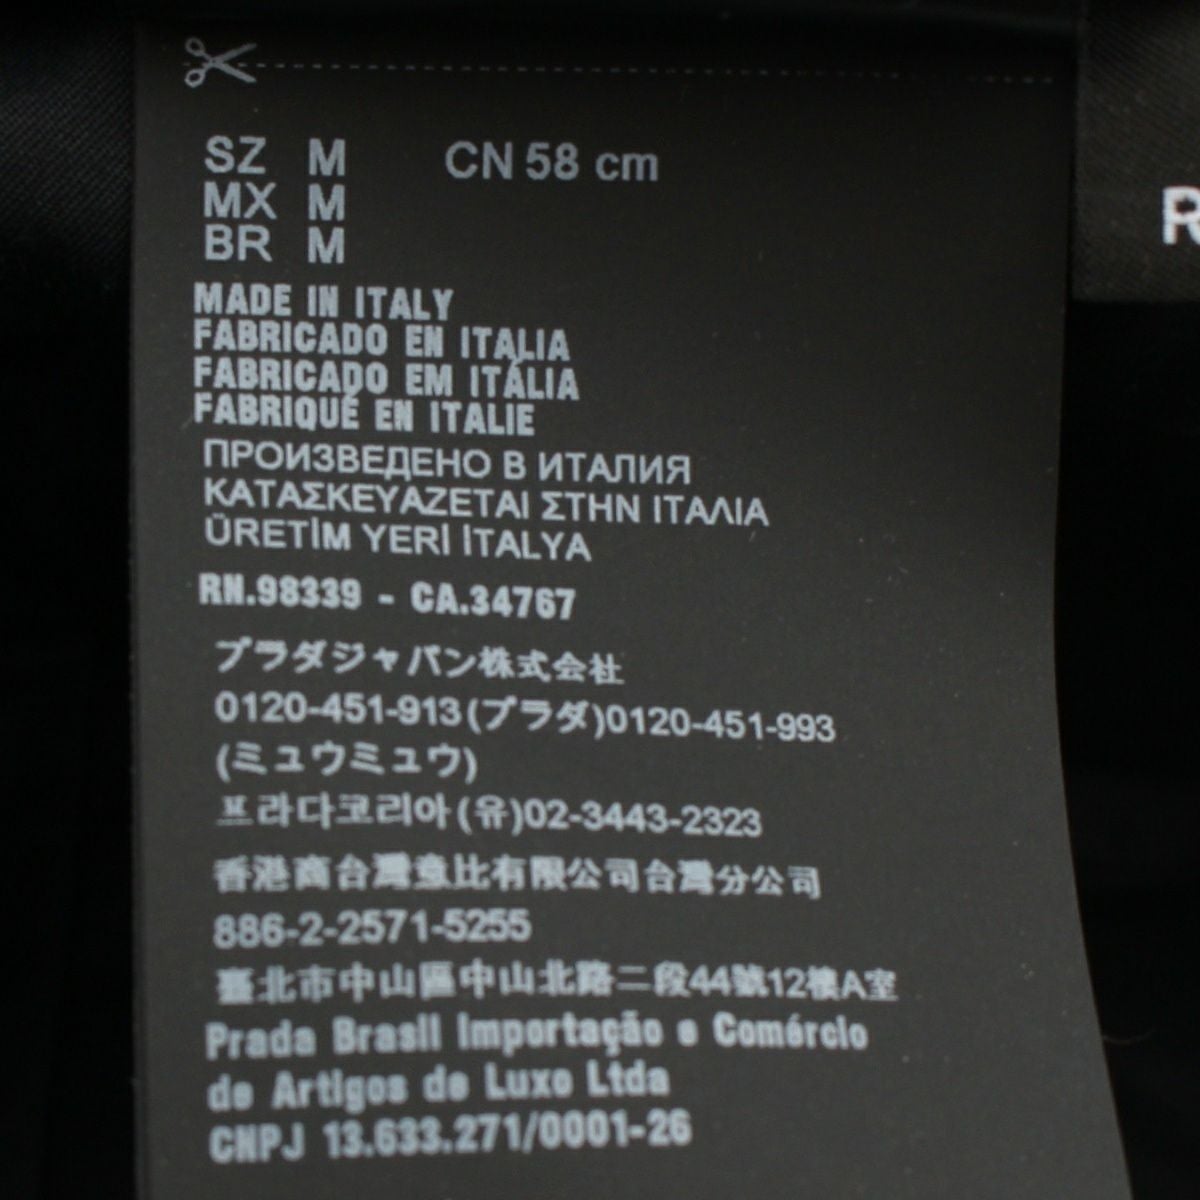 SZ M CN 58 cm
MX M
BR M
MADE IN ITALY
FABRICADO EN ITALIA
FABRICADO EM ITÁLIA
FABRIQUÉ EN ITALIE
ПРОИЗВЕДЕНО В ИТАЛИЯ
ΚΑΤΑΣΚΕΥΑΖΕΤΑΙ ΣΤΗΝ ΙΤΑΛΙΑ
ÜRETİM YERİ İTALYA
RN.98339 - CA.34767
プラダジャパン株式会社
0120-451-913(プラダ)0120-451-993
(ミュウミュウ)
프라다코리아(유)02-3443-2323
香港商台灣意比有限公司台灣分公司
886-2-2571-5255
臺北市中山區中山北路二段44號12樓A室
Prada Brasil Importação e Comércio
de Artigos de Luxo Ltda
CNPJ 13.633.271/0001-26